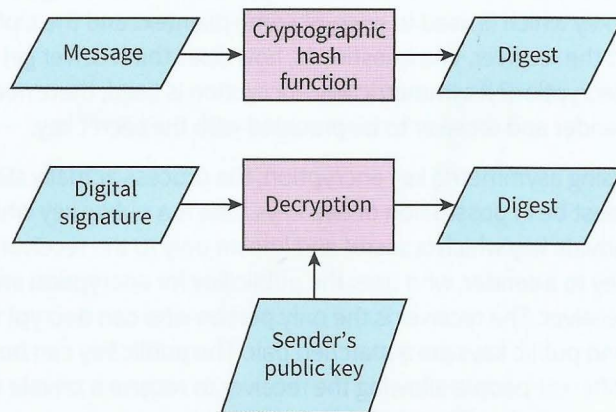 Message
Cryptographic
hash
function
Digest
Digital
signature
Decryption
Digest
Sender's
public key